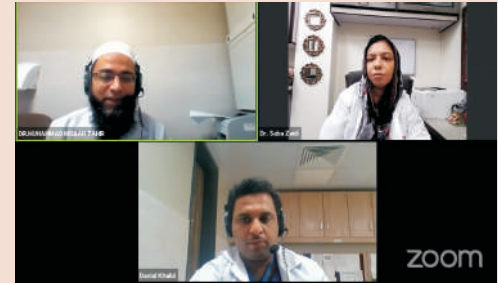 DR.MUHAMMAD MISBAH TAHIR
Dr. Saba Zaidi
Danial Khalid
zoom